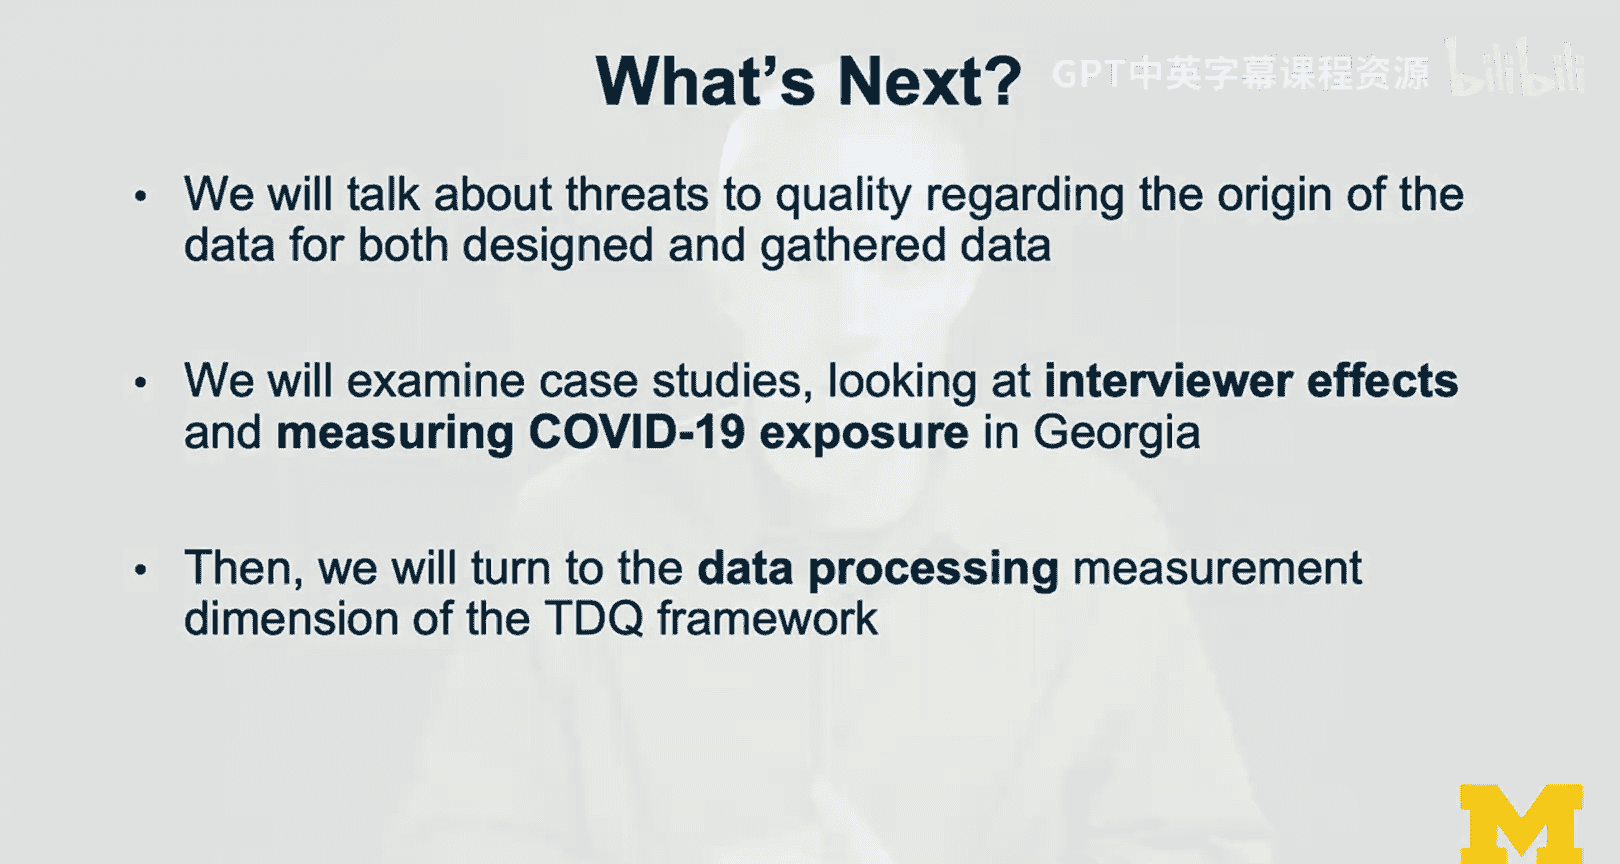 What's Next?
GPT中英字幕课程资源 bilibili
• We will talk about threats to quality regarding the origin of the
data for both designed and gathered data
• We will examine case studies, looking at interviewer effects
and measuring COVID-19 exposure in Georgia
• Then, we will turn to the data processing measurement
dimension of the TDQ framework
M